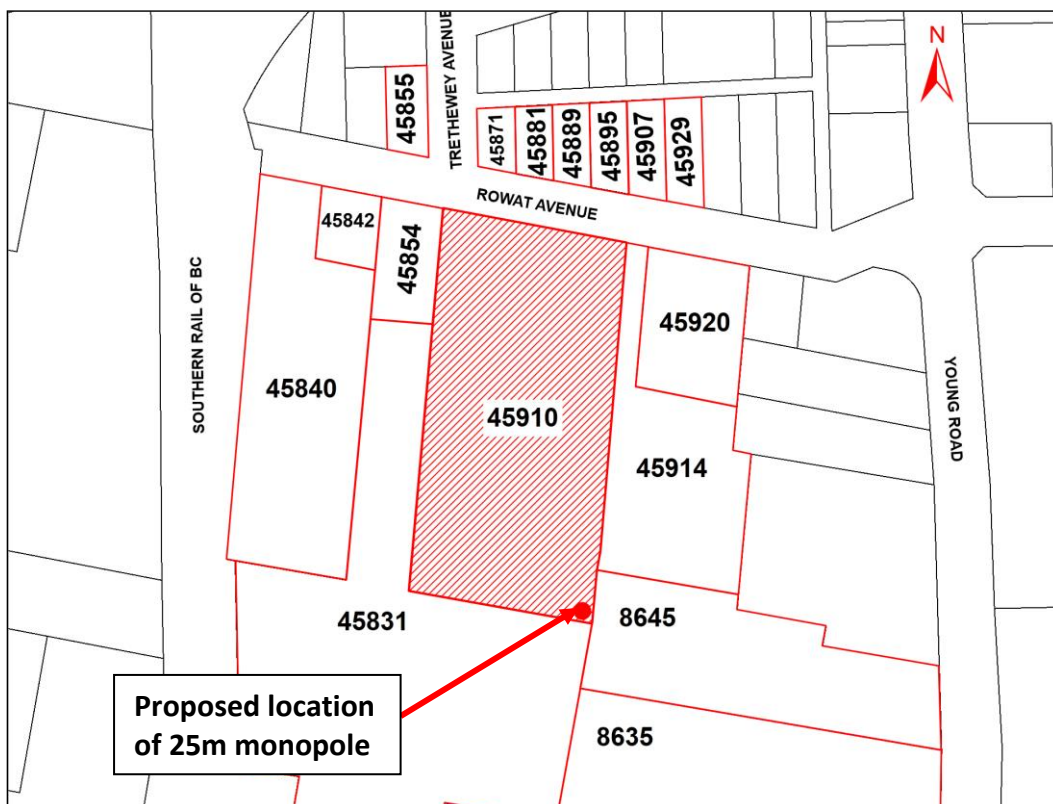 N
TRETHEWEY AVENUE
45855
45871
45881
45889
45895
45907
45929
ROWAT AVENUE
45842
45854
45920
SOUTHERN RAIL OF BC
45840
45910
YOUNG ROAD
45914
45831
8645
Proposed location
of 25m monopole
8635